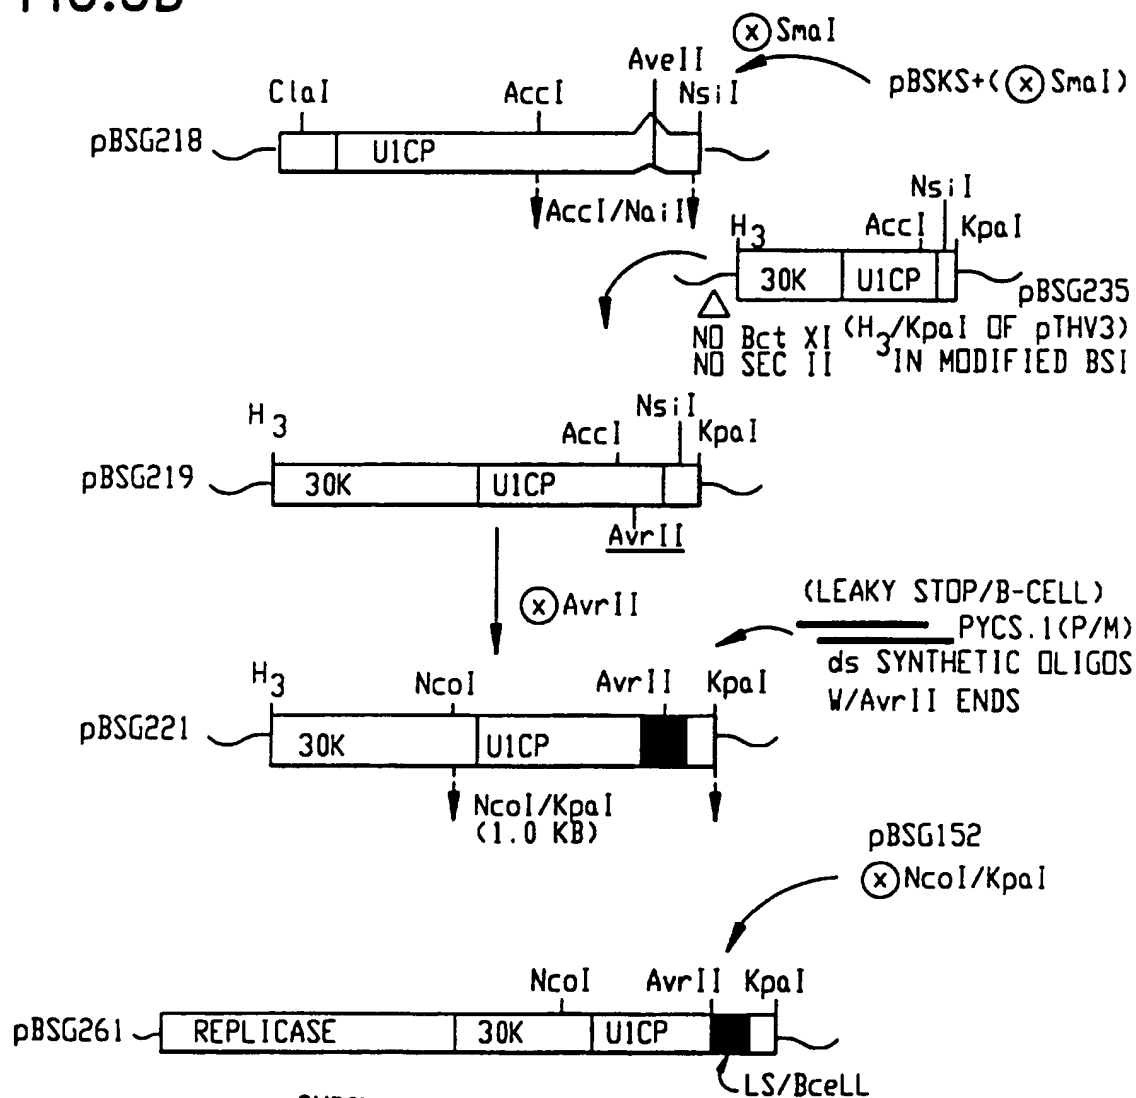 FIG.8B
ⓧ SmaI
pBSKS+(ⓧ SmaI)
ClaI
AccI
AveII
NsiI
pBSG218
U1CP
AccI/NaiI
H3
AccI
NsiI
KpaI
30K
U1CP
pBSG235
NO Bct XI
NO SEC II
(H3/KpaI OF pTHV3)
IN MODIFIED BSI
H3
AccI
NsiI
KpaI
pBSG219
30K
U1CP
AvrII
ⓧ AvrII
(LEAKY STOP/B-CELL)
PYCS.1(P/M)
ds SYNTHETIC OLIGOS
W/AvrII ENDS
H3
NcoI
AvrII
KpaI
pBSG221
30K
U1CP
NcoI/KpaI
(1.0 KB)
pBSG152
ⓧ NcoI/KpaI
NcoI
AvrII
KpaI
pBSG261
REPLICASE
30K
U1CP
LS/BceLL